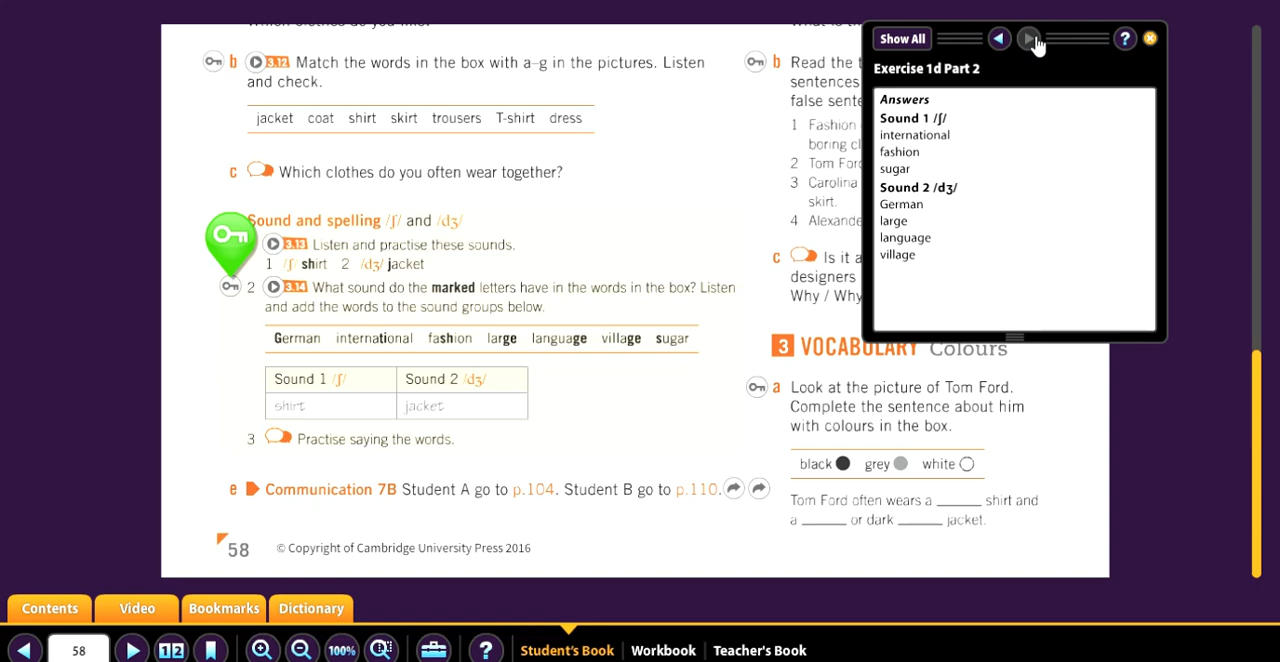 b 3.12 Match the words in the box with a–g in the pictures. Listen
and check.
jacket coat shirt skirt trousers T-shirt dress
c Which clothes do you often wear together?
Sound and spelling /ʃ/ and /dʒ/
3.13 Listen and practise these sounds.
1 /ʃ/ shirt 2 /dʒ/ jacket
2 3.14 What sound do the marked letters have in the words in the box? Listen
and add the words to the sound groups below.
German international fashion large language village sugar
Sound 1 /ʃ/ Sound 2 /dʒ/
shirt jacket
3 Practise saying the words.
e Communication 7B Student A go to p.104. Student B go to p.110.
58 © Copyright of Cambridge University Press 2016
b Read the
sentences
false
1 Fashion
boring
2 Tom Ford
3 Carolina
skirt.
4
c Is it
designers
Why / Why
3 VOCABULARY Colours
a Look at the picture of Tom Ford.
Complete the sentence about him
with colours in the box.
black grey white
Tom Ford often wears a ______ shirt and
a ______ or dark ______ jacket.
Show All ?
Exercise 1d Part 2
Answers
Sound 1 /ʃ/
international
fashion
sugar
Sound 2 /dʒ/
German
large
language
village
Contents Video Bookmarks Dictionary
58 1 2 100% ? Student's Book Workbook Teacher's Book